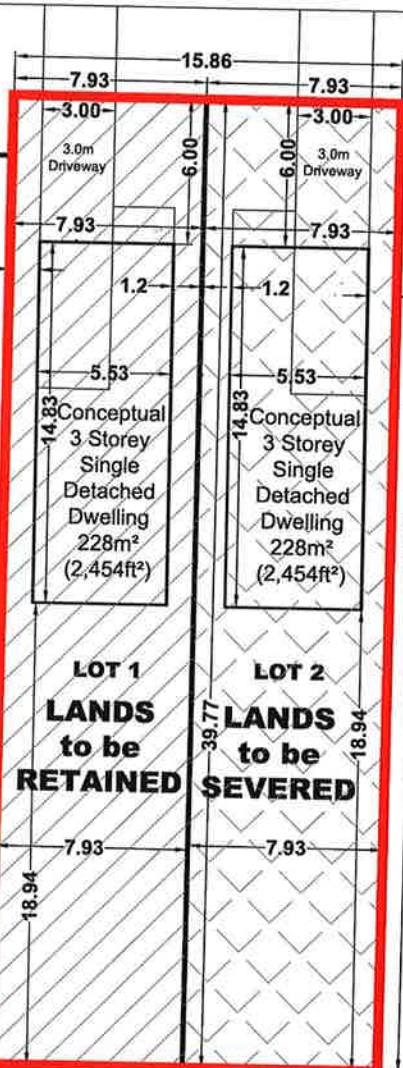 15.86
7.93
7.93
3.00
3.00
3.0m
Driveway
6.00
6.00
3.0m
Driveway
7.93
7.93
1.2
1.2
5.53
5.53
14.83
Conceptual
3 Storey
Single
Detached
Dwelling
228m²
(2,454ft²)
14.83
Conceptual
3 Storey
Single
Detached
Dwelling
228m²
(2,454ft²)
LOT 1
LANDS
to be
RETAINED
39.77
LOT 2
LANDS
to be
SEVERED
18.94
7.93
7.93
18.94